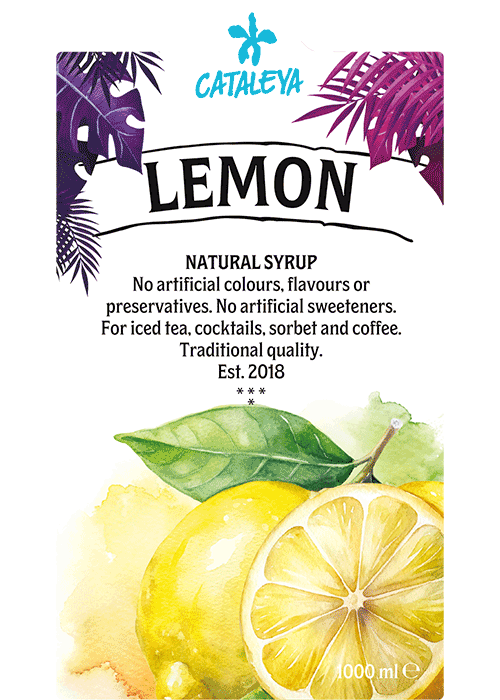 CATALEYA
LEMON
NATURAL SYRUP
No artificial colours, flavours or
preservatives. No artificial sweeteners.
For iced tea, cocktails, sorbet and coffee.
Traditional quality.
Est. 2018
* * *
*
1000 ml ℮